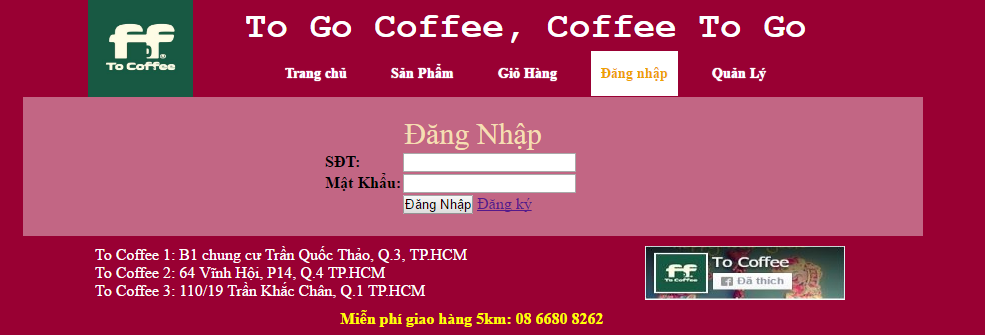 ff®
To Coffee
To Go Coffee, Coffee To Go
Trang chủ Sản Phẩm Giỏ Hàng Đăng nhập Quản Lý
Đăng Nhập
SĐT:
Mật Khẩu:
Đăng Nhập Đăng ký
To Coffee 1: B1 chung cư Trần Quốc Thảo, Q.3, TP.HCM
To Coffee 2: 64 Vĩnh Hội, P14, Q.4 TP.HCM
To Coffee 3: 110/19 Trần Khắc Chân, Q.1 TP.HCM
ff
To Coffee
To Coffee
Đã thích
Miễn phí giao hàng 5km: 08 6680 8262